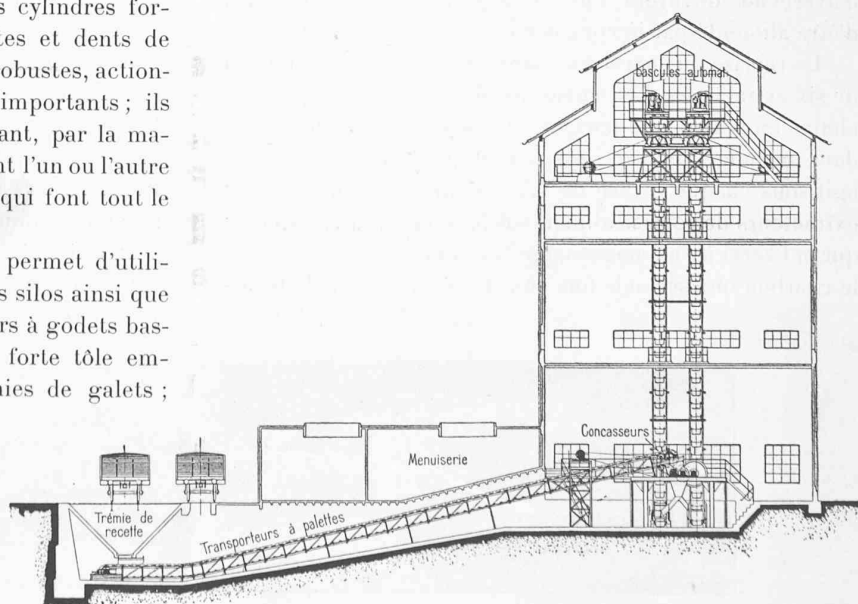 s cylindres for-
tes et dents de
obustes, action-
importants ; ils
ant, par la ma-
nt l'un ou l'autre
qui font tout le
permet d'utili-
s silos ainsi que
rs à godets bas-
forte tôle em-
nies de galets ;
bascules automat.
Concasseurs
Menuiserie
Trémie de
recette
Transporteurs à palettes